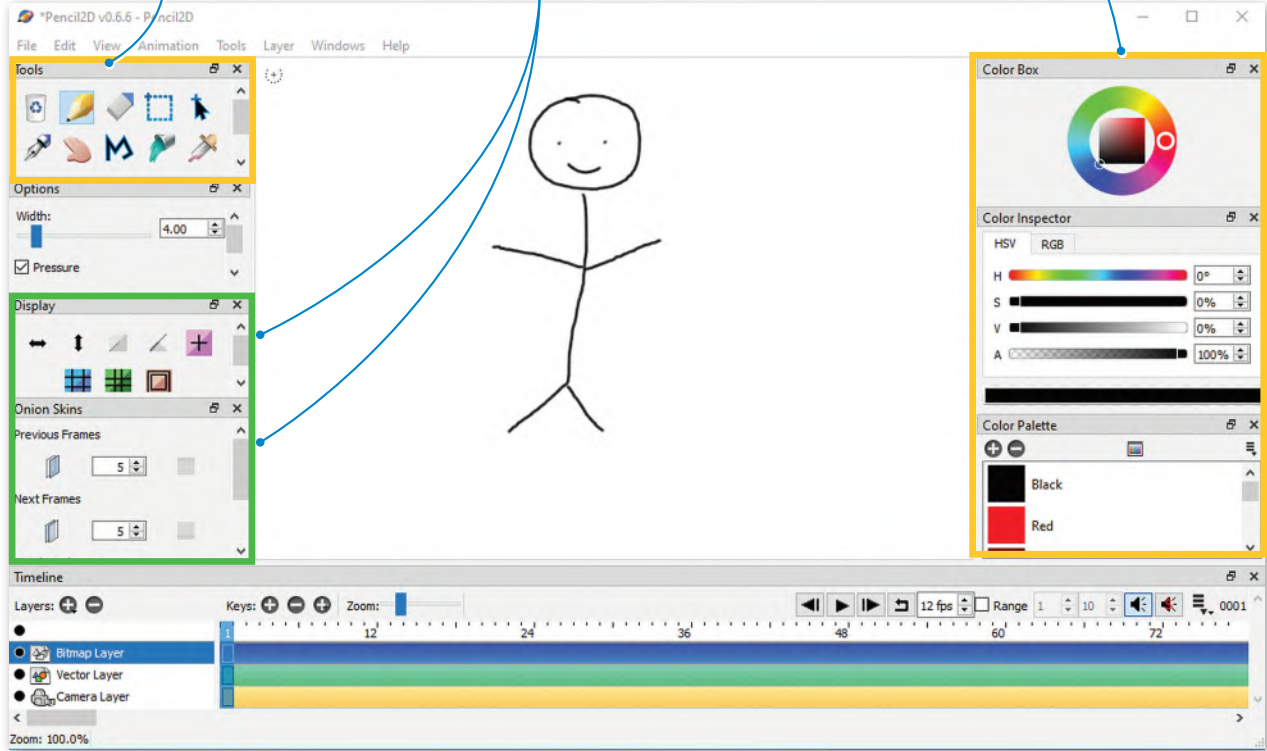 *Pencil2D v0.6.6 - Pencil2D
File Edit View Animation Tools Layer Windows Help
Tools
Options
Width:
4.00
Pressure
Display
Onion Skins
Previous Frames
5
Next Frames
5
Color Box
Color Inspector
HSV RGB
H 0°
S 0%
V 0%
A 100%
Color Palette
Black
Red
Timeline
Layers: Keys: Zoom: 12 fps Range 1 10 0001
1 12 24 36 48 60 72
Bitmap Layer
Vector Layer
Camera Layer
Zoom: 100.0%